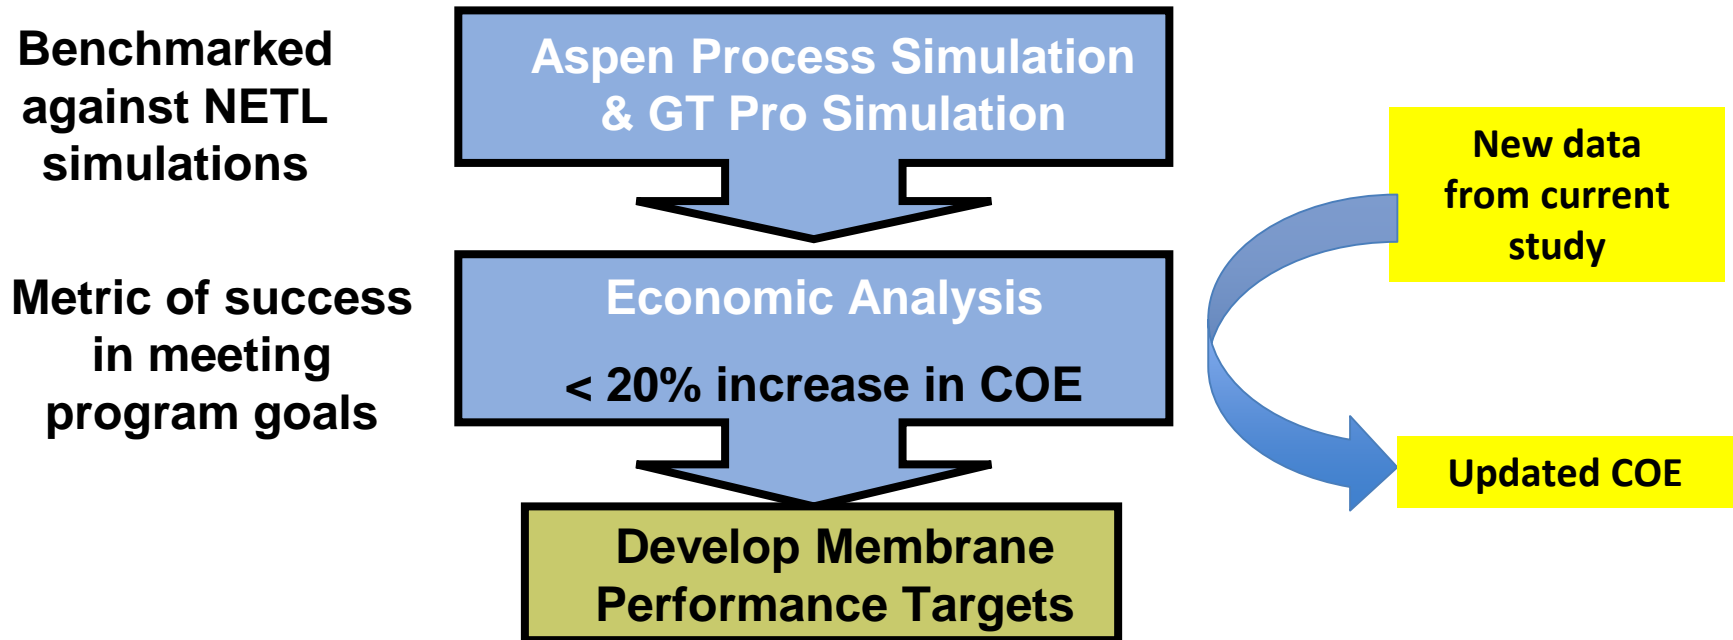 Benchmarked
against NETL
simulations
Aspen Process Simulation
& GT Pro Simulation
New data
from current
study
Metric of success
in meeting
program goals
Economic Analysis
< 20% increase in COE
Updated COE
Develop Membrane
Performance Targets